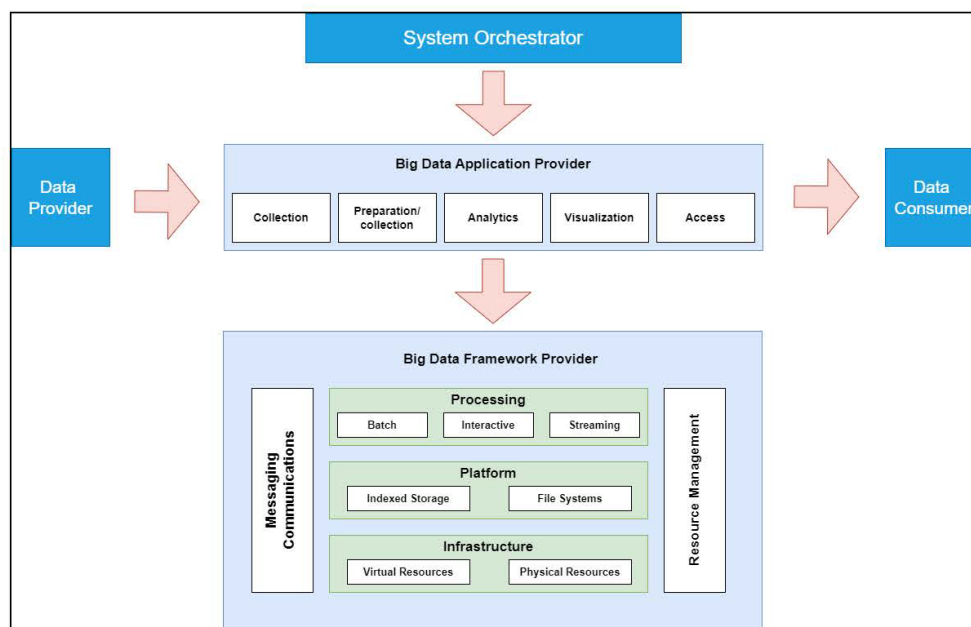 System Orchestrator
Big Data Application Provider
Data
Provider
Collection
Preparation/
collection
Analytics
Visualization
Access
Data
Consumer
Big Data Framework Provider
Messaging
Communications
Processing
Batch
Interactive
Streaming
Platform
Indexed Storage
File Systems
Infrastructure
Virtual Resources
Physical Resources
Resource Management